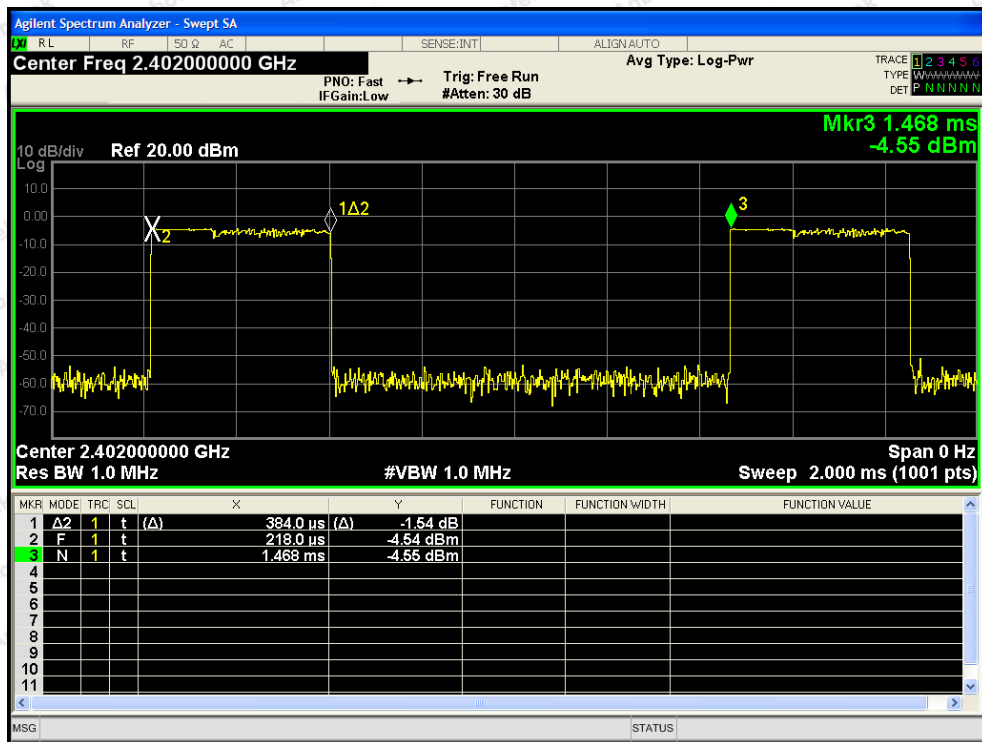 Agilent Spectrum Analyzer - Swept SA
LXI RL RF 50 Ω AC SENSE:INT ALIGNAUTO
Center Freq 2.402000000 GHz Avg Type: Log-Pwr TRACE 1 2 3 4 5 6
PNO: Fast Trig: Free Run TYPE WWWWWW
IFGain:Low #Atten: 30 dB DET P N N N N N
Mkr3 1.468 ms
10 dB/div Ref 20.00 dBm -4.55 dBm
Log
10.0
0.00
-10.0
-20.0
-30.0
-40.0
-50.0
-60.0
-70.0
2 1Δ2 3
Center 2.402000000 GHz Span 0 Hz
Res BW 1.0 MHz #VBW 1.0 MHz Sweep 2.000 ms (1001 pts)
MKR MODE TRC SCL X Y FUNCTION FUNCTION WIDTH FUNCTION VALUE
1 Δ2 1 t (Δ) 384.0 µs (Δ) -1.54 dB
2 F 1 t 218.0 µs -4.54 dBm
3 N 1 t 1.468 ms -4.55 dBm
4
5
6
7
8
9
10
11
MSG STATUS